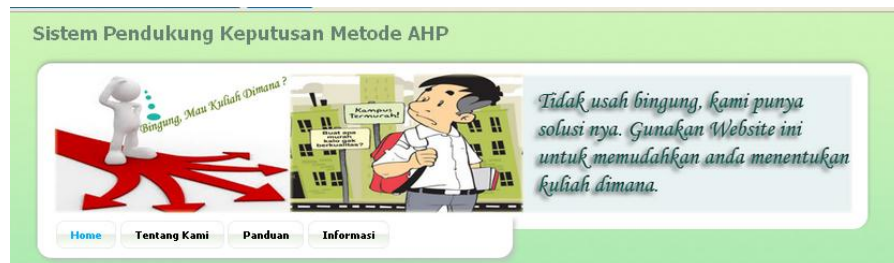 Sistem Pendukung Keputusan Metode AHP
Bingung, Mau Kuliah Dimana ?
Kampus
Termurah!
Buat apa
murah
kalo gak
berkualitas?
Tidak usah bingung, kami punya
solusi nya. Gunakan Website ini
untuk memudahkan anda menentukan
kuliah dimana.
Home Tentang Kami Panduan Informasi